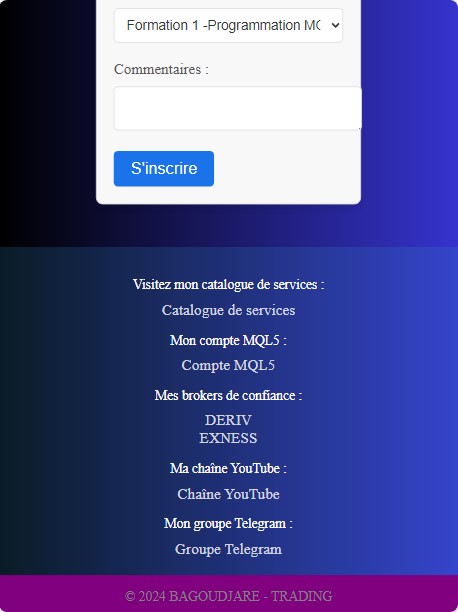 Formation 1 -Programmation MQ
Commentaires :
S'inscrire
Visitez mon catalogue de services :
Catalogue de services
Mon compte MQL5 :
Compte MQL5
Mes brokers de confiance :
DERIV
EXNESS
Ma chaîne YouTube :
Chaîne YouTube
Mon groupe Telegram :
Groupe Telegram
© 2024 BAGOUDJARE - TRADING